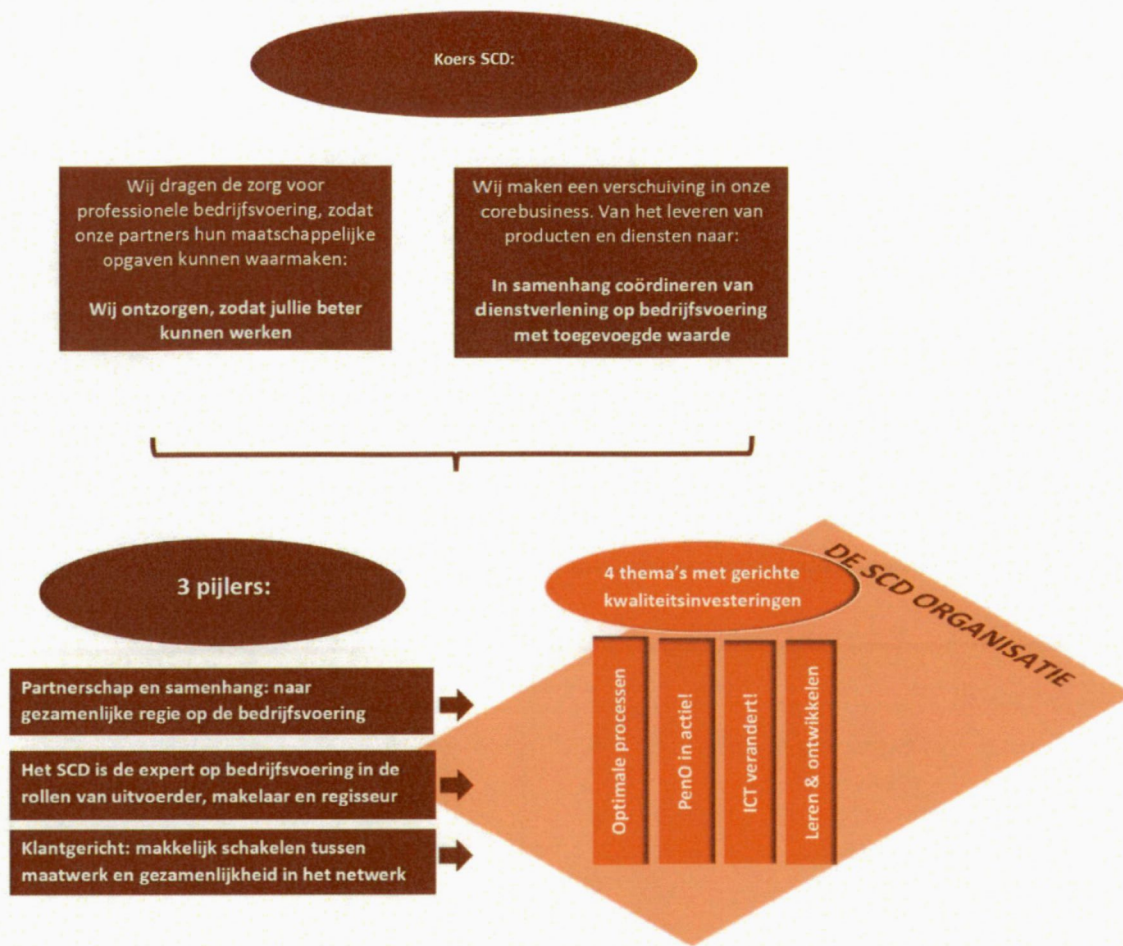 Koers SCD:
Wij dragen de zorg voor
professionele bedrijfsvoering, zodat
onze partners hun maatschappelijke
opgaven kunnen waarmaken:
Wij ontzorgen, zodat jullie beter
kunnen werken
Wij maken een verschuiving in onze
corebusiness. Van het leveren van
producten en diensten naar:
In samenhang coördineren van
dienstverlening op bedrijfsvoering
met toegevoegde waarde
3 pijlers:
Partnerschap en samenhang: naar
gezamenlijke regie op de bedrijfsvoering
Het SCD is de expert op bedrijfsvoering in de
rollen van uitvoerder, makelaar en regisseur
Klantgericht: makkelijk schakelen tussen
maatwerk en gezamenlijkheid in het netwerk
4 thema's met gerichte
kwaliteitsinvesteringen
Optimale processen
PenO in actie!
ICT verandert!
Leren & ontwikkelen
DE SCD ORGANISATIE